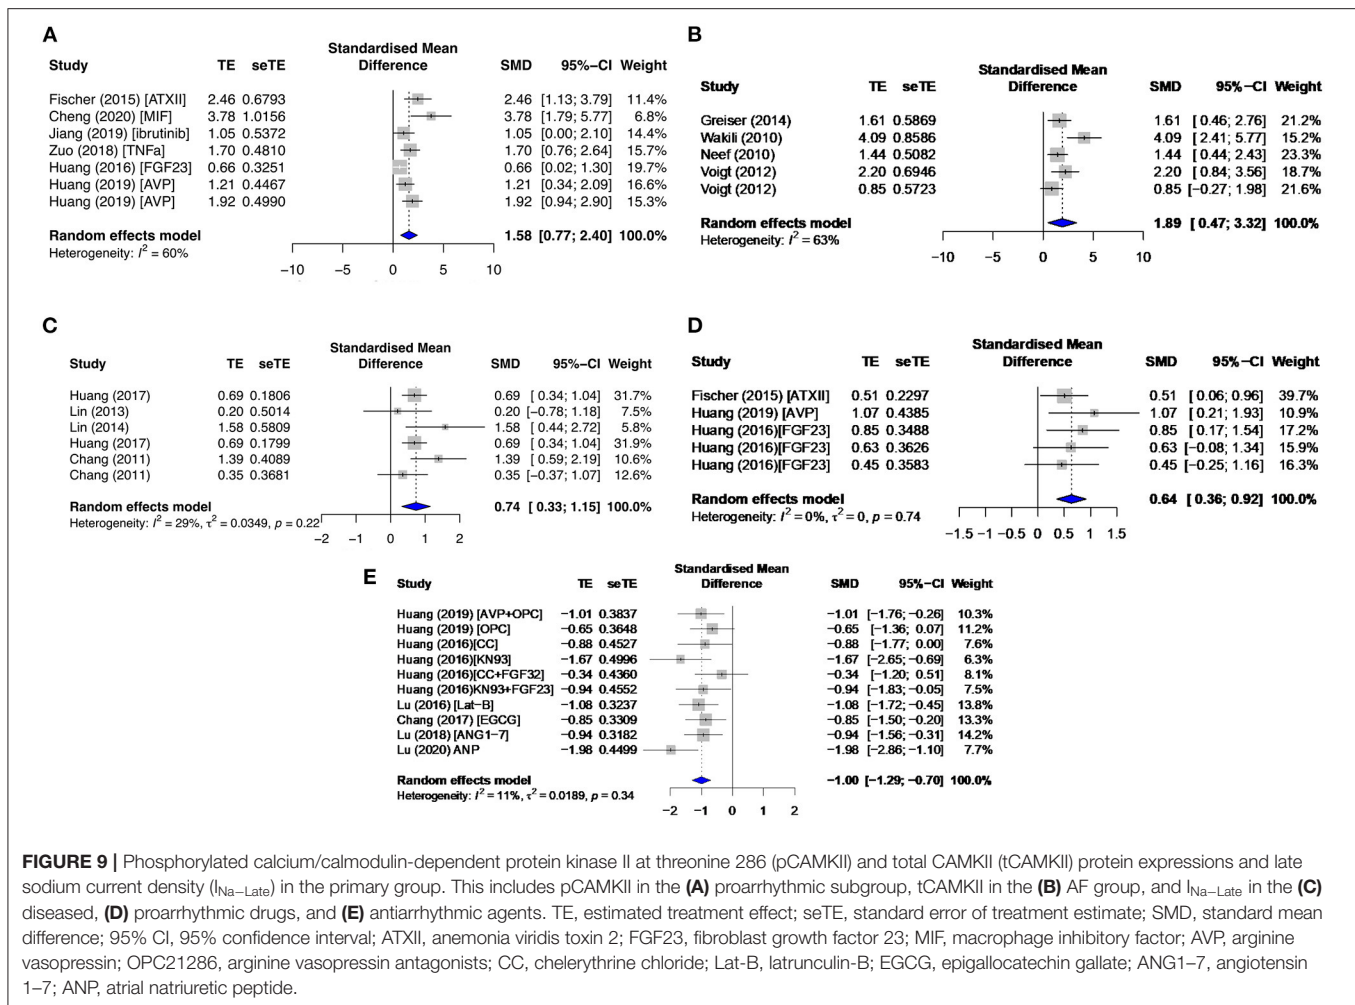 A
Standardised Mean
Study TE seTE Difference SMD 95%−CI Weight
Fischer (2015) [ATXII] 2.46 0.6793 2.46 [1.13; 3.79] 11.4%
Cheng (2020) [MIF] 3.78 1.0156 3.78 [1.79; 5.77] 6.8%
Jiang (2019) [ibrutinib] 1.05 0.5372 1.05 [0.00; 2.10] 14.4%
Zuo (2018) [TNFa] 1.70 0.4810 1.70 [0.76; 2.64] 15.7%
Huang (2016) [FGF23] 0.66 0.3251 0.66 [0.02; 1.30] 19.7%
Huang (2019) [AVP] 1.21 0.4467 1.21 [0.34; 2.09] 16.6%
Huang (2019) [AVP] 1.92 0.4990 1.92 [0.94; 2.90] 15.3%
Random effects model 1.58 [0.77; 2.40] 100.0%
Heterogeneity: I² = 60%
−10 −5 0 5 10
B
Standardised Mean
Study TE seTE Difference SMD 95%−CI Weight
Greiser (2014) 1.61 0.5869 1.61 [ 0.46; 2.76] 21.2%
Wakili (2010) 4.09 0.8586 4.09 [ 2.41; 5.77] 15.2%
Neef (2010) 1.44 0.5082 1.44 [ 0.44; 2.43] 23.3%
Voigt (2012) 2.20 0.6946 2.20 [ 0.84; 3.56] 18.7%
Voigt (2012) 0.85 0.5723 0.85 [−0.27; 1.98] 21.6%
Random effects model 1.89 [ 0.47; 3.32] 100.0%
Heterogeneity: I² = 63%
−10 −5 0 5 10
C
Standardised Mean
Study TE seTE Difference SMD 95%−CI Weight
Huang (2017) 0.69 0.1806 0.69 [ 0.34; 1.04] 31.7%
Lin (2013) 0.20 0.5014 0.20 [−0.78; 1.18] 7.5%
Lin (2014) 1.58 0.5809 1.58 [ 0.44; 2.72] 5.8%
Huang (2017) 0.69 0.1799 0.69 [ 0.34; 1.04] 31.9%
Chang (2011) 1.39 0.4089 1.39 [ 0.59; 2.19] 10.6%
Chang (2011) 0.35 0.3681 0.35 [−0.37; 1.07] 12.6%
Random effects model 0.74 [ 0.33; 1.15] 100.0%
Heterogeneity: I² = 29%, τ² = 0.0349, p = 0.22
−2 −1 0 1 2
D
Standardised Mean
Study TE seTE Difference SMD 95%−CI Weight
Fischer (2015) [ATXII] 0.51 0.2297 0.51 [ 0.06; 0.96] 39.7%
Huang (2019) [AVP] 1.07 0.4385 1.07 [ 0.21; 1.93] 10.9%
Huang (2016)[FGF23] 0.85 0.3488 0.85 [ 0.17; 1.54] 17.2%
Huang (2016)[FGF23] 0.63 0.3626 0.63 [−0.08; 1.34] 15.9%
Huang (2016)[FGF23] 0.45 0.3583 0.45 [−0.25; 1.16] 16.3%
Random effects model 0.64 [ 0.36; 0.92] 100.0%
Heterogeneity: I² = 0%, τ² = 0, p = 0.74
−1.5 −1 0 0.5 1 1.5
E
Standardised Mean
Study TE seTE Difference SMD 95%−CI Weight
Huang (2019) [AVP+OPC] −1.01 0.3837 −1.01 [−1.76; −0.26] 10.3%
Huang (2019) [OPC] −0.65 0.3648 −0.65 [−1.36; 0.07] 11.2%
Huang (2016)[CC] −0.88 0.4527 −0.88 [−1.77; 0.00] 7.6%
Huang (2016)[KN93] −1.67 0.4996 −1.67 [−2.65; −0.69] 6.3%
Huang (2016)[CC+FGF32] −0.34 0.4360 −0.34 [−1.20; 0.51] 8.1%
Huang (2016)KN93+FGF23] −0.94 0.4552 −0.94 [−1.83; −0.05] 7.5%
Lu (2016) [Lat−B] −1.08 0.3237 −1.08 [−1.72; −0.45] 13.8%
Chang (2017) [EGCG] −0.85 0.3309 −0.85 [−1.50; −0.20] 13.3%
Lu (2018) [ANG1−7] −0.94 0.3182 −0.94 [−1.56; −0.31] 14.2%
Lu (2020) ANP −1.98 0.4499 −1.98 [−2.86; −1.10] 7.7%
Random effects model −1.00 [−1.29; −0.70] 100.0%
Heterogeneity: I² = 11%, τ² = 0.0189, p = 0.34
−2 −1 0 1 2
FIGURE 9 | Phosphorylated calcium/calmodulin-dependent protein kinase II at threonine 286 (pCAMKII) and total CAMKII (tCAMKII) protein expressions and late
sodium current density (INa−Late) in the primary group. This includes pCAMKII in the (A) proarrhythmic subgroup, tCAMKII in the (B) AF group, and INa−Late in the (C)
diseased, (D) proarrhythmic drugs, and (E) antiarrhythmic agents. TE, estimated treatment effect; seTE, standard error of treatment estimate; SMD, standard mean
difference; 95% CI, 95% confidence interval; ATXII, anemonia viridis toxin 2; FGF23, fibroblast growth factor 23; MIF, macrophage inhibitory factor; AVP, arginine
vasopressin; OPC21286, arginine vasopressin antagonists; CC, chelerythrine chloride; Lat-B, latrunculin-B; EGCG, epigallocatechin gallate; ANG1–7, angiotensin
1–7; ANP, atrial natriuretic peptide.